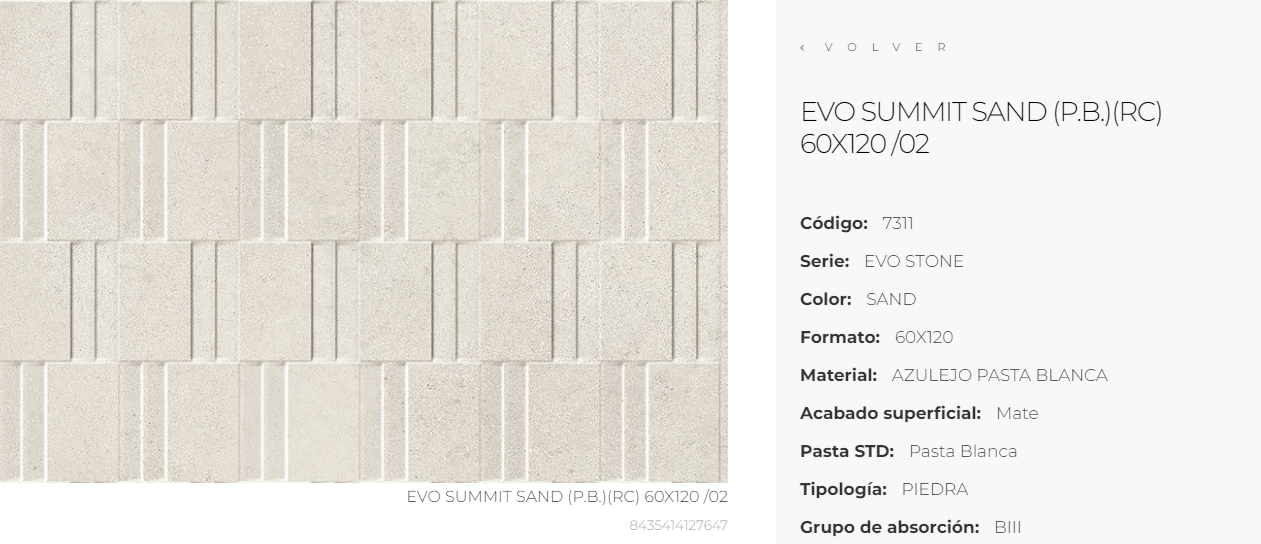 ‹ VOLVER
EVO SUMMIT SAND (P.B.)(RC)
60X120 /02
Código: 7311
Serie: EVO STONE
Color: SAND
Formato: 60X120
Material: AZULEJO PASTA BLANCA
Acabado superficial: Mate
Pasta STD: Pasta Blanca
Tipología: PIEDRA
Grupo de absorción: BIII
EVO SUMMIT SAND (P.B.)(RC) 60X120 /02
8435414127647